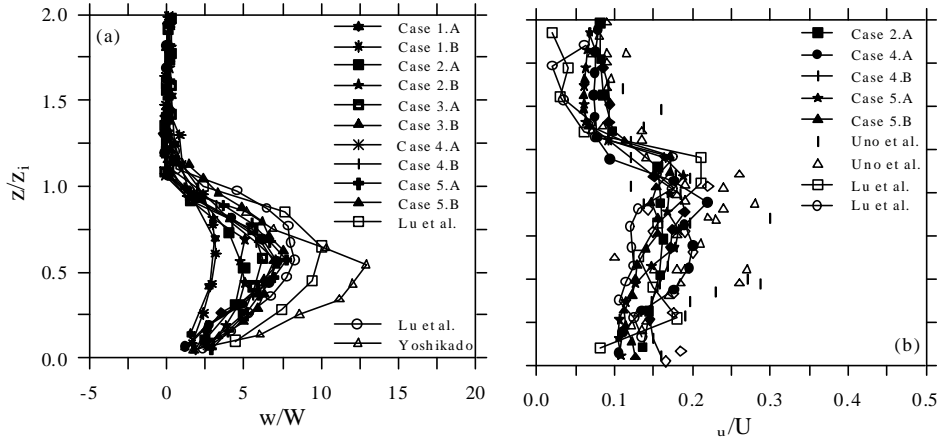 2.0
1.5
1.0
0.5
0.0
z/z_i
(a)
Case 1.A
Case 1.B
Case 2.A
Case 2.B
Case 3.A
Case 3.B
Case 4.A
Case 4.B
Case 5.A
Case 5.B
Lu et al.
Lu et al.
Yoshikado
-5 0 5 10 15 20
w/W
Case 2.A
Case 4.A
Case 4.B
Case 5.A
Case 5.B
Uno et al.
Uno et al.
Lu et al.
Lu et al.
(b)
0.0 0.1 0.2 0.3 0.4 0.5
u/U